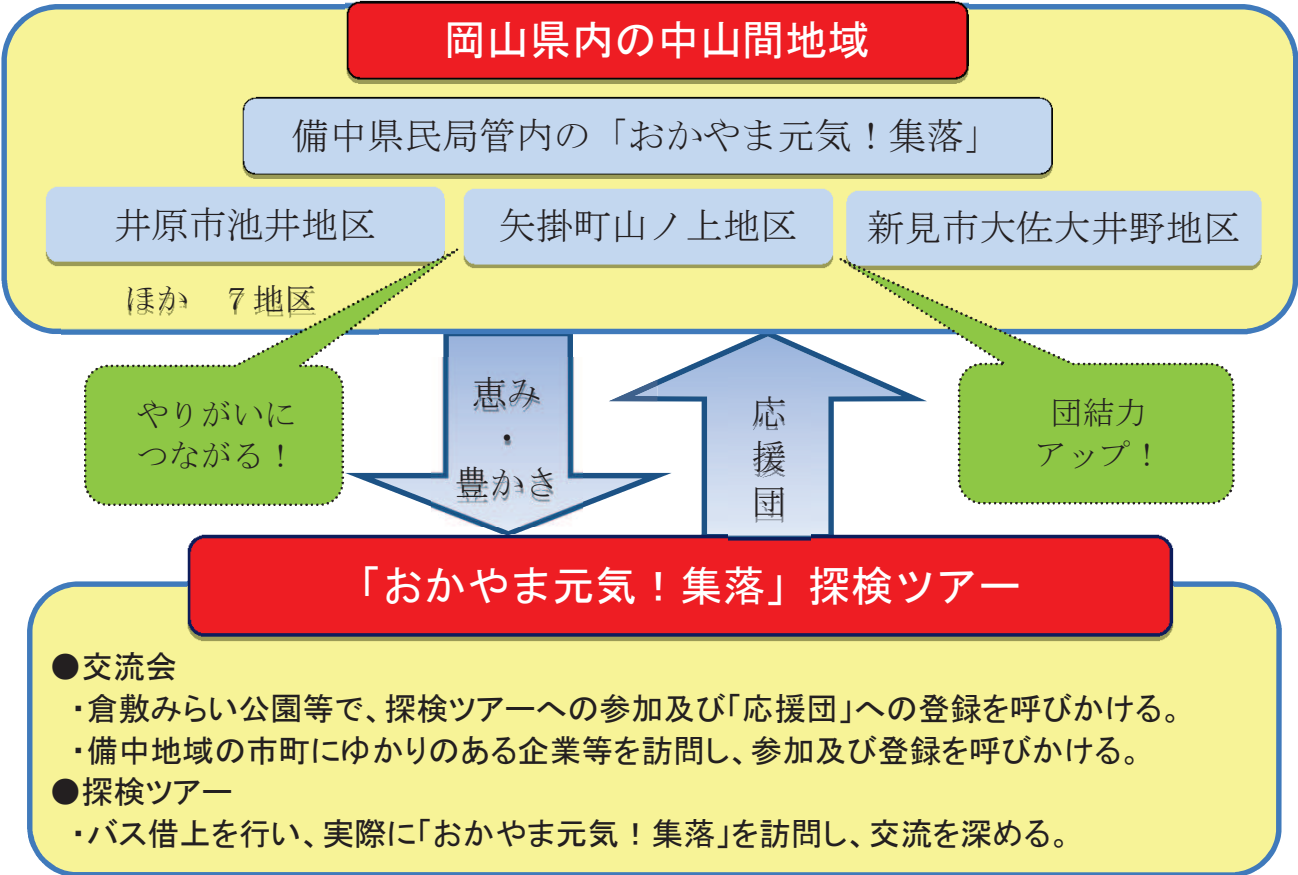 岡山県内の中山間地域
備中県民局管内の「おかやま元気！集落」
井原市池井地区
矢掛町山ノ上地区
新見市大佐大井野地区
ほか　７地区
やりがいに
つながる！
恵み
・
豊かさ
応
援
団
団結力
アップ！
「おかやま元気！集落」探検ツアー
●交流会
・倉敷みらい公園等で、探検ツアーへの参加及び「応援団」への登録を呼びかける。
・備中地域の市町にゆかりのある企業等を訪問し、参加及び登録を呼びかける。
●探検ツアー
・バス借上を行い、実際に「おかやま元気！集落」を訪問し、交流を深める。